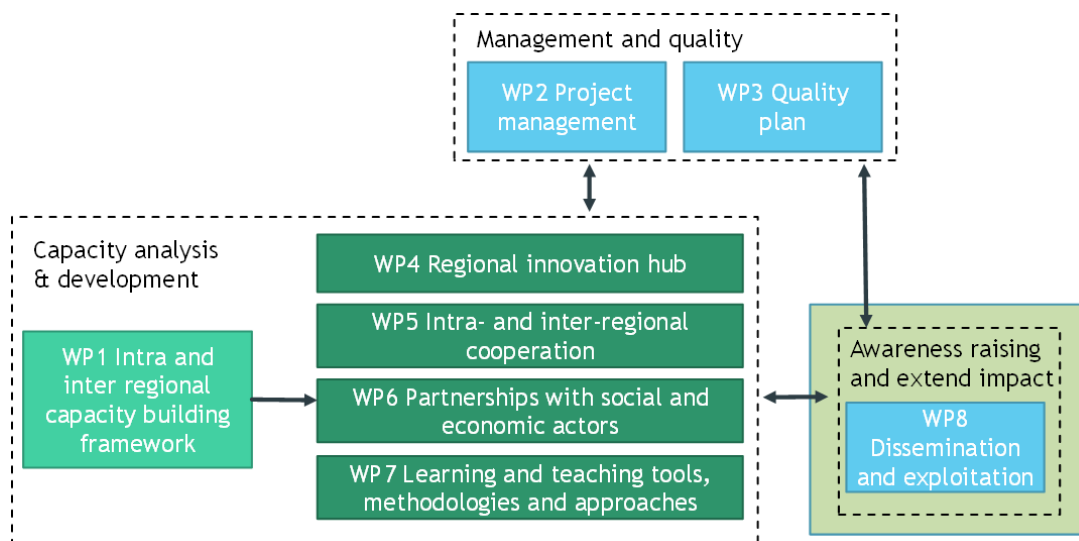 Management and quality
WP2 Project
management
WP3 Quality
plan
Capacity analysis
& development
WP1 Intra and
inter regional
capacity building
framework
WP4 Regional innovation hub
WP5 Intra- and inter-regional
cooperation
WP6 Partnerships with social and
economic actors
WP7 Learning and teaching tools,
methodologies and approaches
Awareness raising
and extend impact
WP8
Dissemination
and exploitation